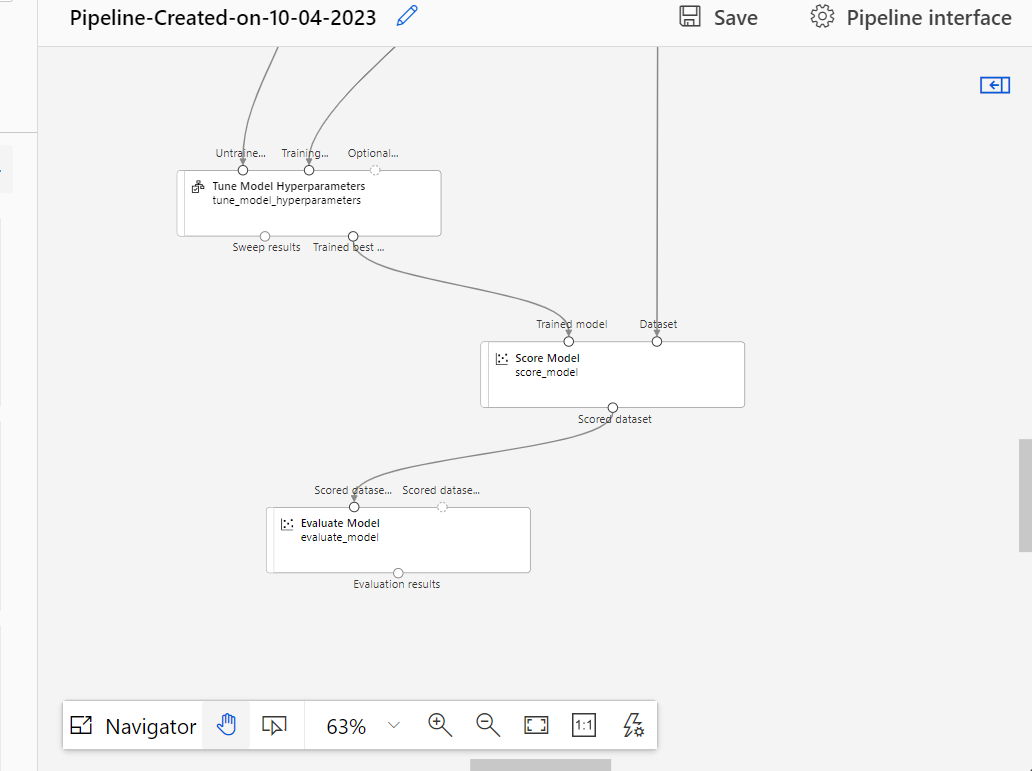 Pipeline-Created-on-10-04-2023
Save
Pipeline interface
Untraine... Training... Optional...
Tune Model Hyperparameters
tune_model_hyperparameters
Sweep results Trained best ...
Trained model Dataset
Score Model
score_model
Scored dataset
Scored datase... Scored datase...
Evaluate Model
evaluate_model
Evaluation results
Navigator 63% 1:1